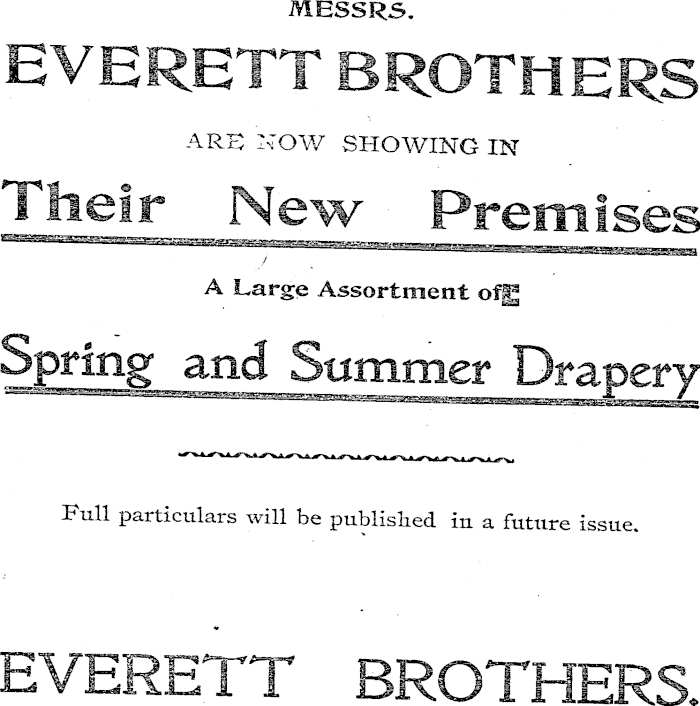 MESSRS.
EVERETT BROTHERS
ARE NOW SHOWING IN
Their New Premises
A Large Assortment of
Spring and Summer Drapery
Full particulars will be published in a future issue.
EVERETT BROTHERS.